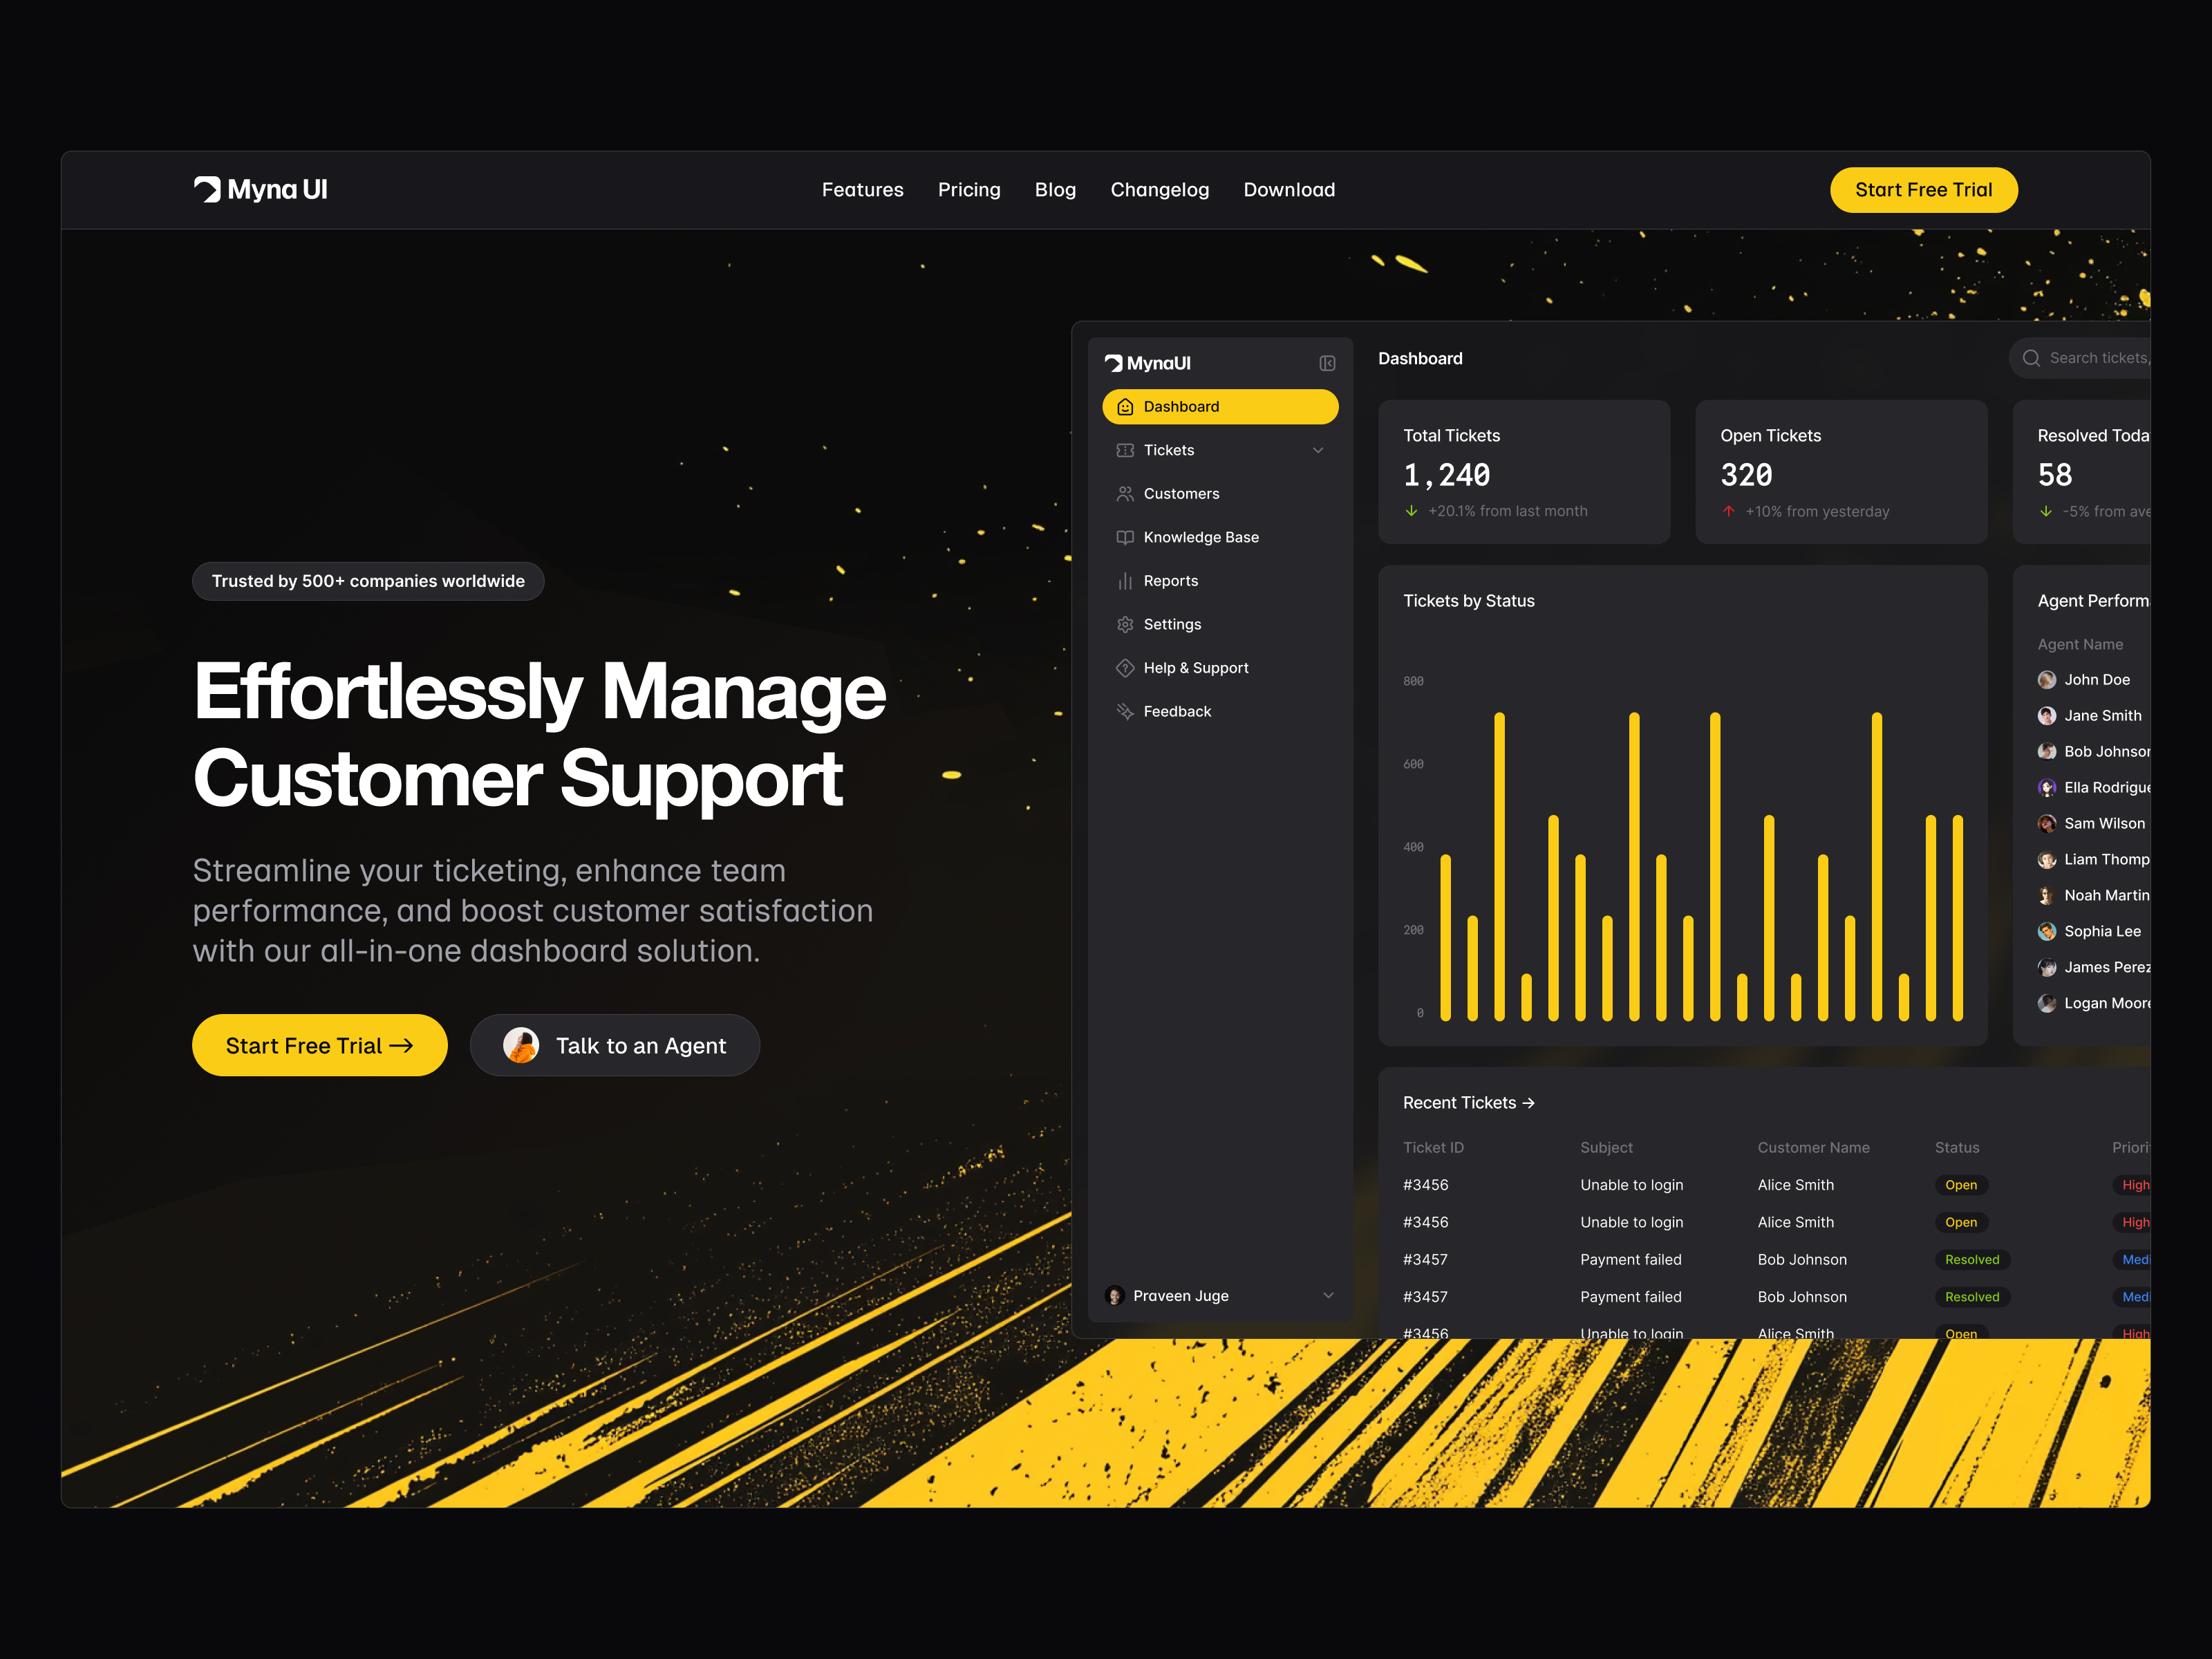 Myna UI
Features Pricing Blog Changelog Download
Start Free Trial
Trusted by 500+ companies worldwide
Effortlessly Manage
Customer Support
Streamline your ticketing, enhance team
performance, and boost customer satisfaction
with our all-in-one dashboard solution.
Start Free Trial →
Talk to an Agent
MynaUI
Dashboard
Tickets
Customers
Knowledge Base
Reports
Settings
Help & Support
Feedback
Praveen Juge
Dashboard
Search tickets,
Total Tickets
1,240
↓ +20.1% from last month
Open Tickets
320
↑ +10% from yesterday
Resolved Toda
58
↓ -5% from ave
Tickets by Status
800
600
400
200
0
Agent Perform
Agent Name
John Doe
Jane Smith
Bob Johnson
Ella Rodrigue
Sam Wilson
Liam Thomp
Noah Martin
Sophia Lee
James Perez
Logan Moore
Recent Tickets →
Ticket ID Subject Customer Name Status Priori
#3456 Unable to login Alice Smith Open High
#3456 Unable to login Alice Smith Open High
#3457 Payment failed Bob Johnson Resolved Medi
#3457 Payment failed Bob Johnson Resolved Medi
#3456 Unable to login Alice Smith Open High